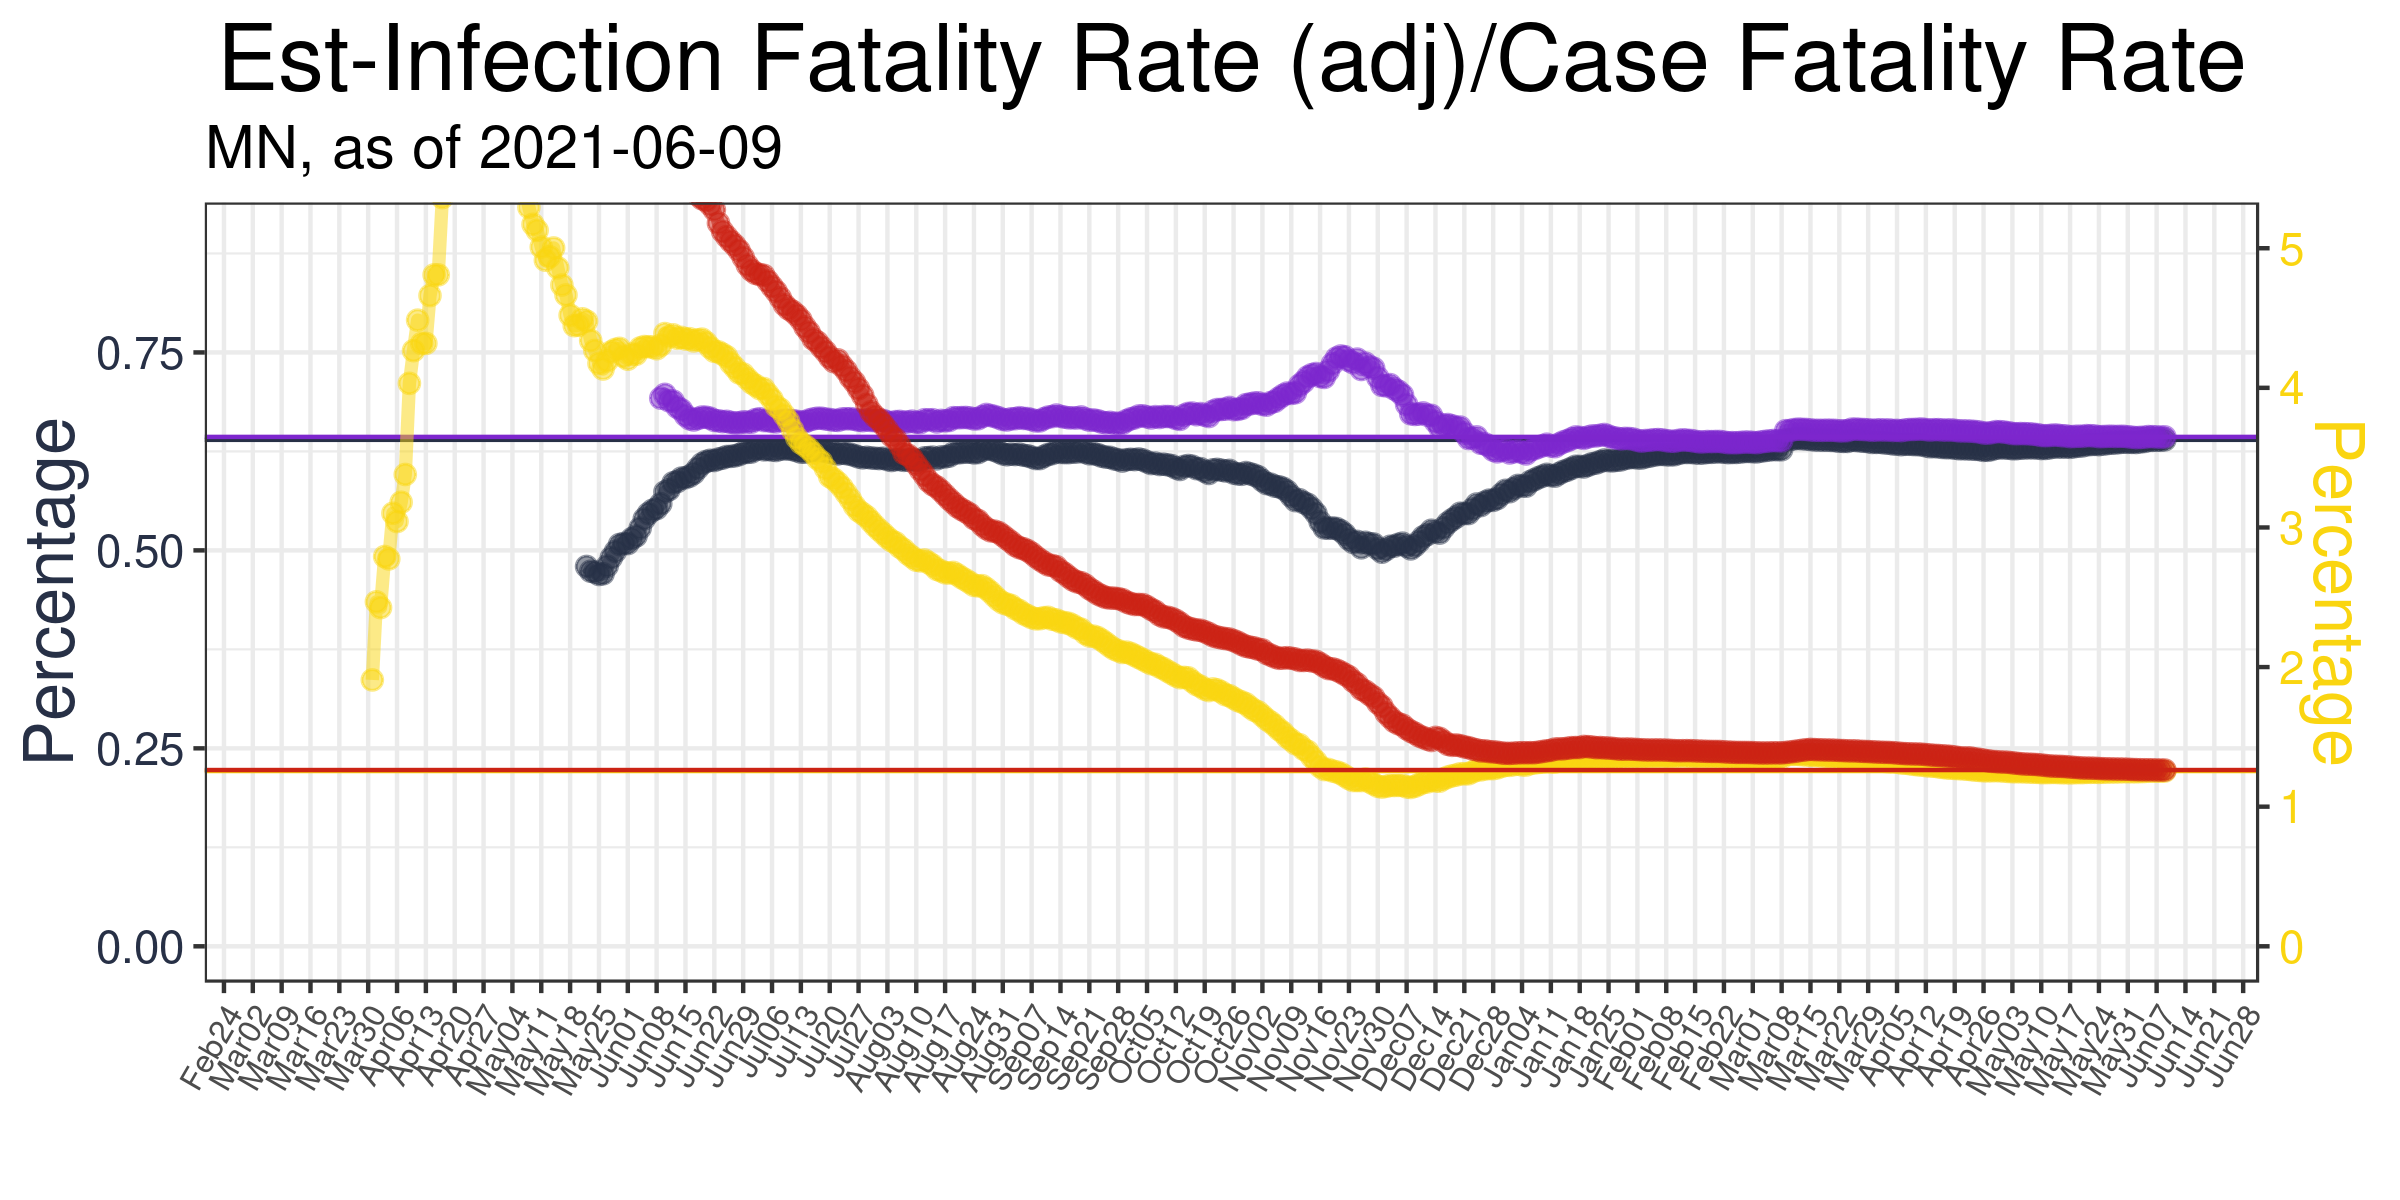 Est-Infection Fatality Rate (adj)/Case Fatality Rate
MN, as of 2021-06-09
Percentage
0.75
0.50
0.25
0.00
5
4
3
2
1
0
Percentage
Feb24 Mar02 Mar09 Mar16 Mar23 Mar30 Apr06 Apr13 Apr20 Apr27 May04 May11 May18 May25 Jun01 Jun08 Jun15 Jun22 Jun29 Jul06 Jul13 Jul20 Jul27 Aug03 Aug10 Aug17 Aug24 Aug31 Sep07 Sep14 Sep21 Sep28 Oct05 Oct12 Oct19 Oct26 Nov02 Nov09 Nov16 Nov23 Nov30 Dec07 Dec14 Dec21 Dec28 Jan04 Jan11 Jan18 Jan25 Feb01 Feb08 Feb15 Feb22 Mar01 Mar08 Mar15 Mar22 Mar29 Apr05 Apr12 Apr19 Apr26 May03 May10 May17 May24 May31 Jun07 Jun14 Jun21 Jun28